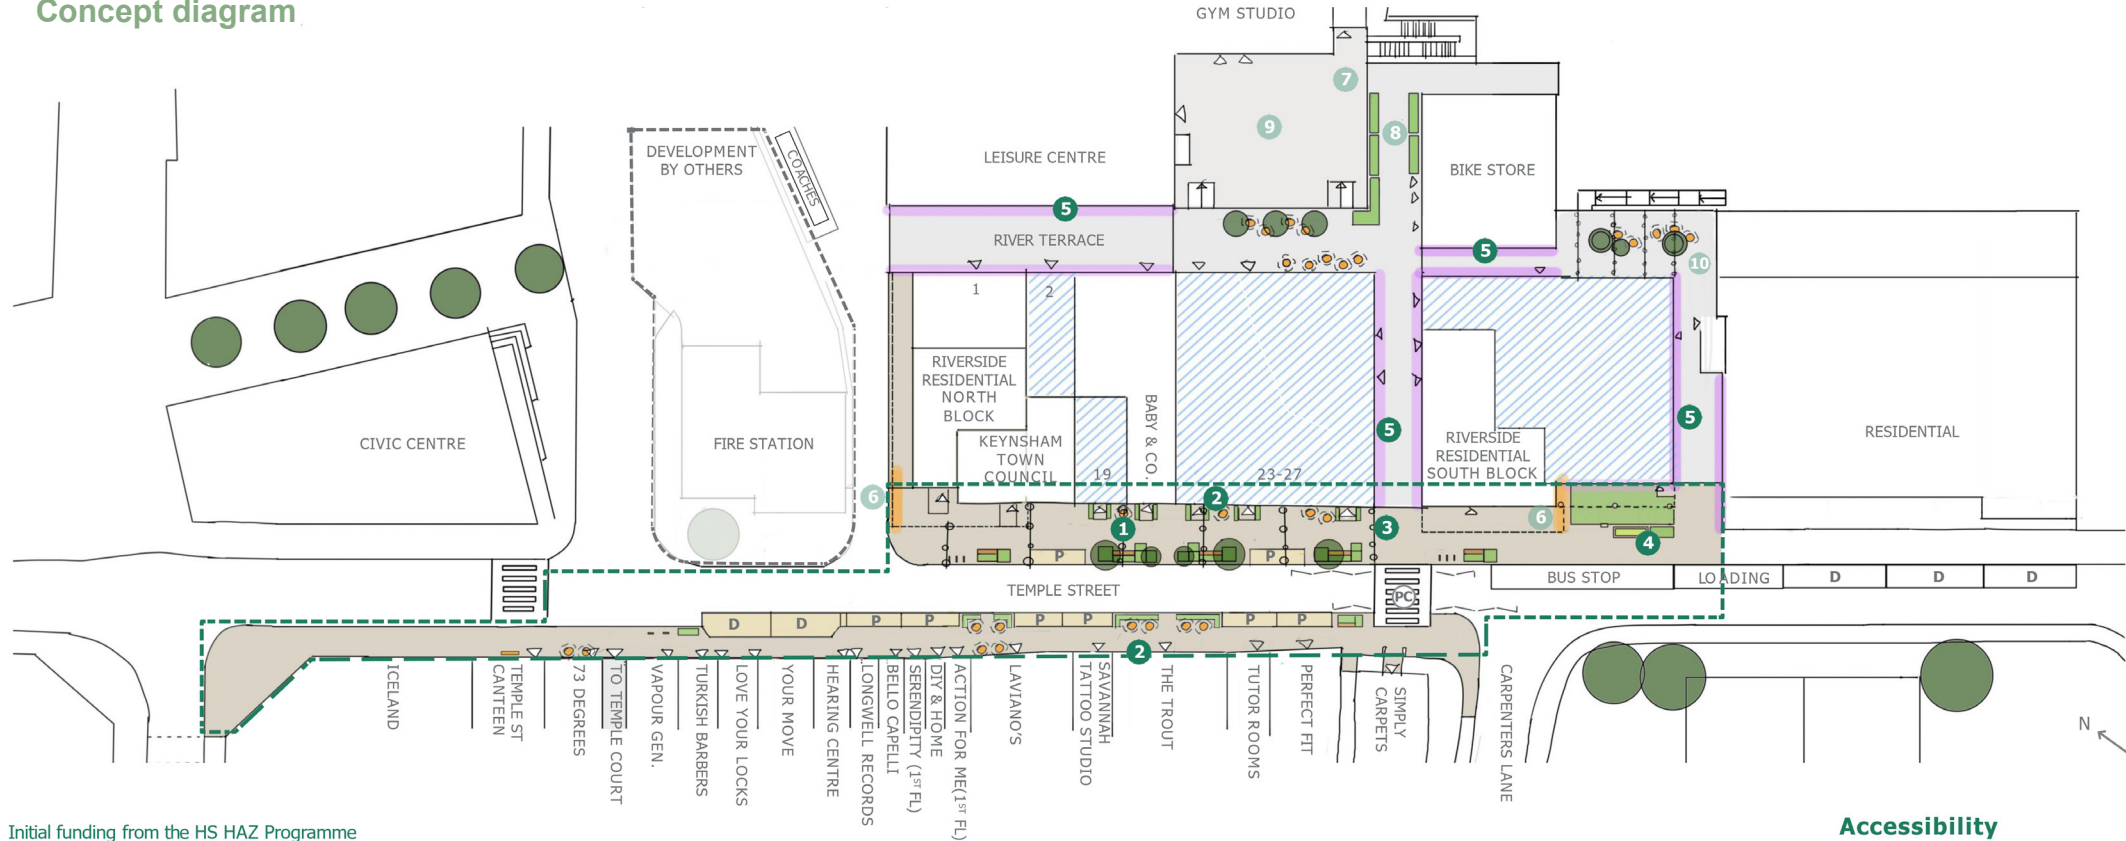 Concept diagram
GYM STUDIO
7
9
8
DEVELOPMENT
BY OTHERS
COACHES
LEISURE CENTRE
BIKE STORE
5
RIVER TERRACE
5
10
1
2
RIVERSIDE
RESIDENTIAL
NORTH
BLOCK
BABY & CO.
5
5
CIVIC CENTRE
FIRE STATION
KEYNSHAM
TOWN
COUNCIL
19
23-27
RIVERSIDE
RESIDENTIAL
SOUTH BLOCK
RESIDENTIAL
6
2
1
3
6
4
P
P
TEMPLE STREET
PC
BUS STOP
LOADING
D
D
D
D
D
P
P
P
P
P
P
2
ICELAND
TEMPLE ST
CANTEEN
73 DEGREES
TO TEMPLE COURT
VAPOUR GEN.
TURKISH BARBERS
LOVE YOUR LOCKS
YOUR MOVE
HEARING CENTRE
LONGWELL RECORDS
BELLO CAPELLI
SERENDIPITY (1ST FL)
DIY & HOME
ACTION FOR ME(1ST FL)
LAVIANO'S
SAVANNAH
TATTOO STUDIO
THE TROUT
TUTOR ROOMS
PERFECT FIT
SIMPLY
CARPETS
CARPENTERS LANE
N
Initial funding from the HS HAZ Programme
Accessibility